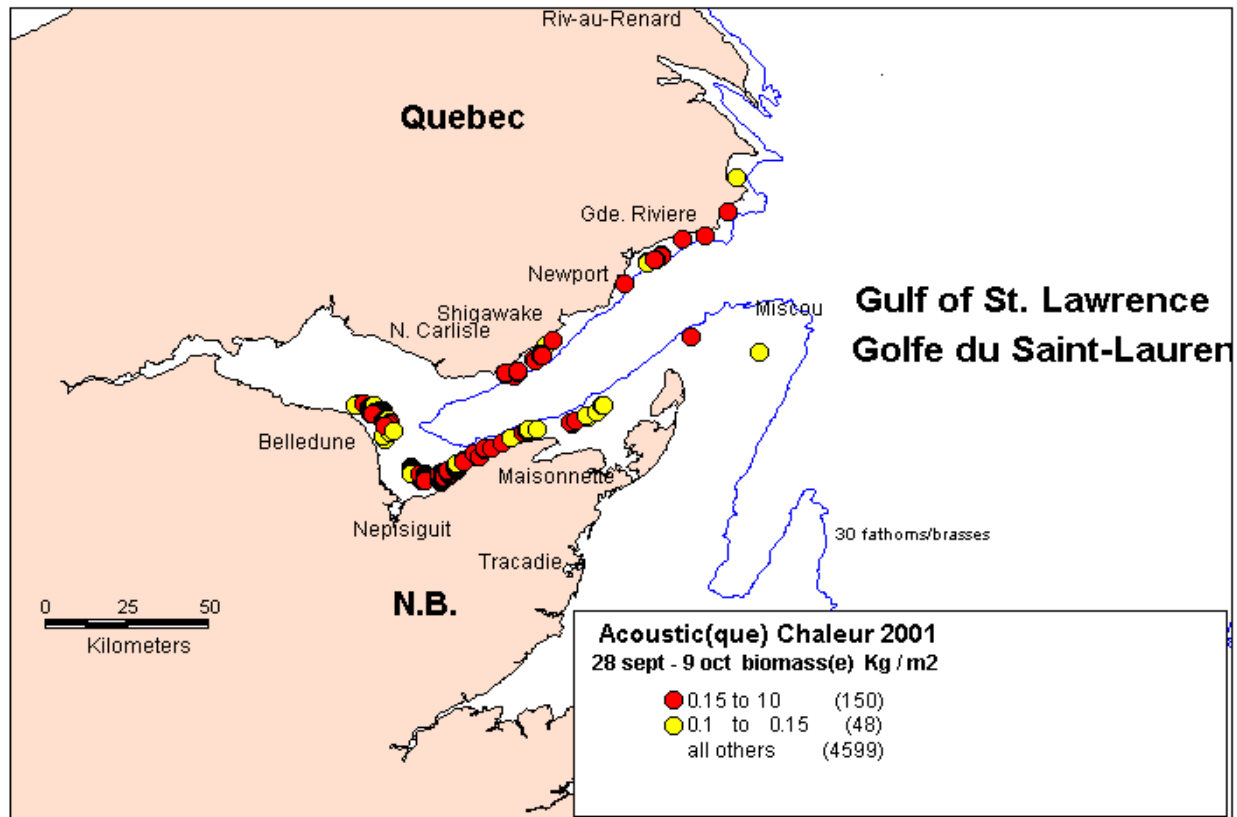 Riv-au-Renard
Quebec
Gde. Riviere
Newport
Shigawake
N. Carlisle
Miscou
Gulf of St. Lawrence
Golfe du Saint-Lauren
Belledune
Maisonnette
Nepisiguit
30 fathoms/brasses
Tracadie
N.B.
0 25 50
Kilometers
Acoustic(que) Chaleur 2001
28 sept - 9 oct biomass(e) Kg / m2
0.15 to 10 (150)
0.1 to 0.15 (48)
all others (4599)